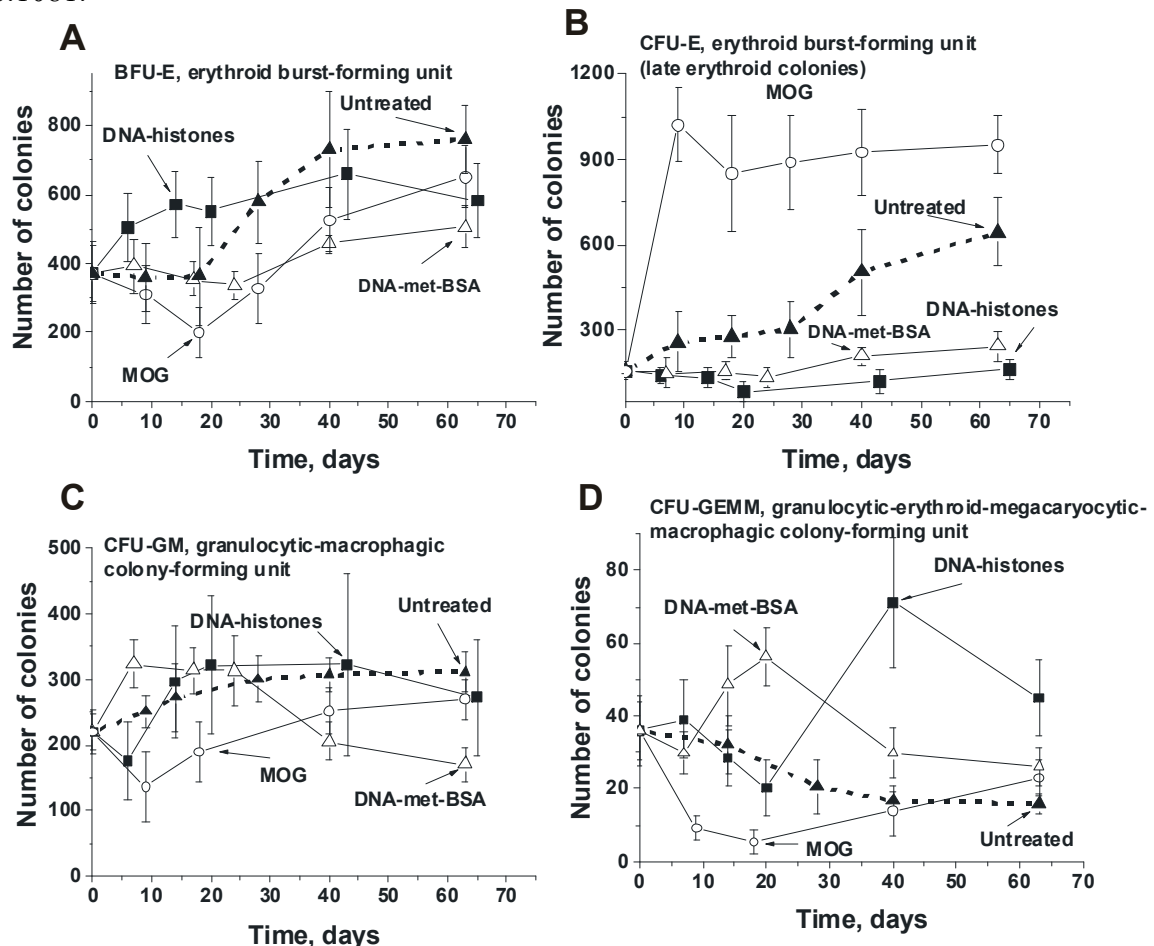 A
BFU-E, erythroid burst-forming unit
Untreated
DNA-histones
DNA-met-BSA
MOG
Number of colonies
800
600
400
200
0
0 10 20 30 40 50 60 70
Time, days
B
CFU-E, erythroid burst-forming unit
(late erythroid colonies)
MOG
Untreated
DNA-histones
DNA-met-BSA
Number of colonies
1200
900
600
300
0 10 20 30 40 50 60 70
Time, days
C
CFU-GM, granulocytic-macrophagic
colony-forming unit
Untreated
DNA-histones
MOG
DNA-met-BSA
Number of colonies
500
400
300
200
100
0
0 10 20 30 40 50 60 70
Time, days
D
CFU-GEMM, granulocytic-erythroid-megacaryocytic-
macrophagic colony-forming unit
DNA-histones
DNA-met-BSA
MOG
Untreated
Number of colonies
80
60
40
20
0
0 10 20 30 40 50 60 70
Time, days